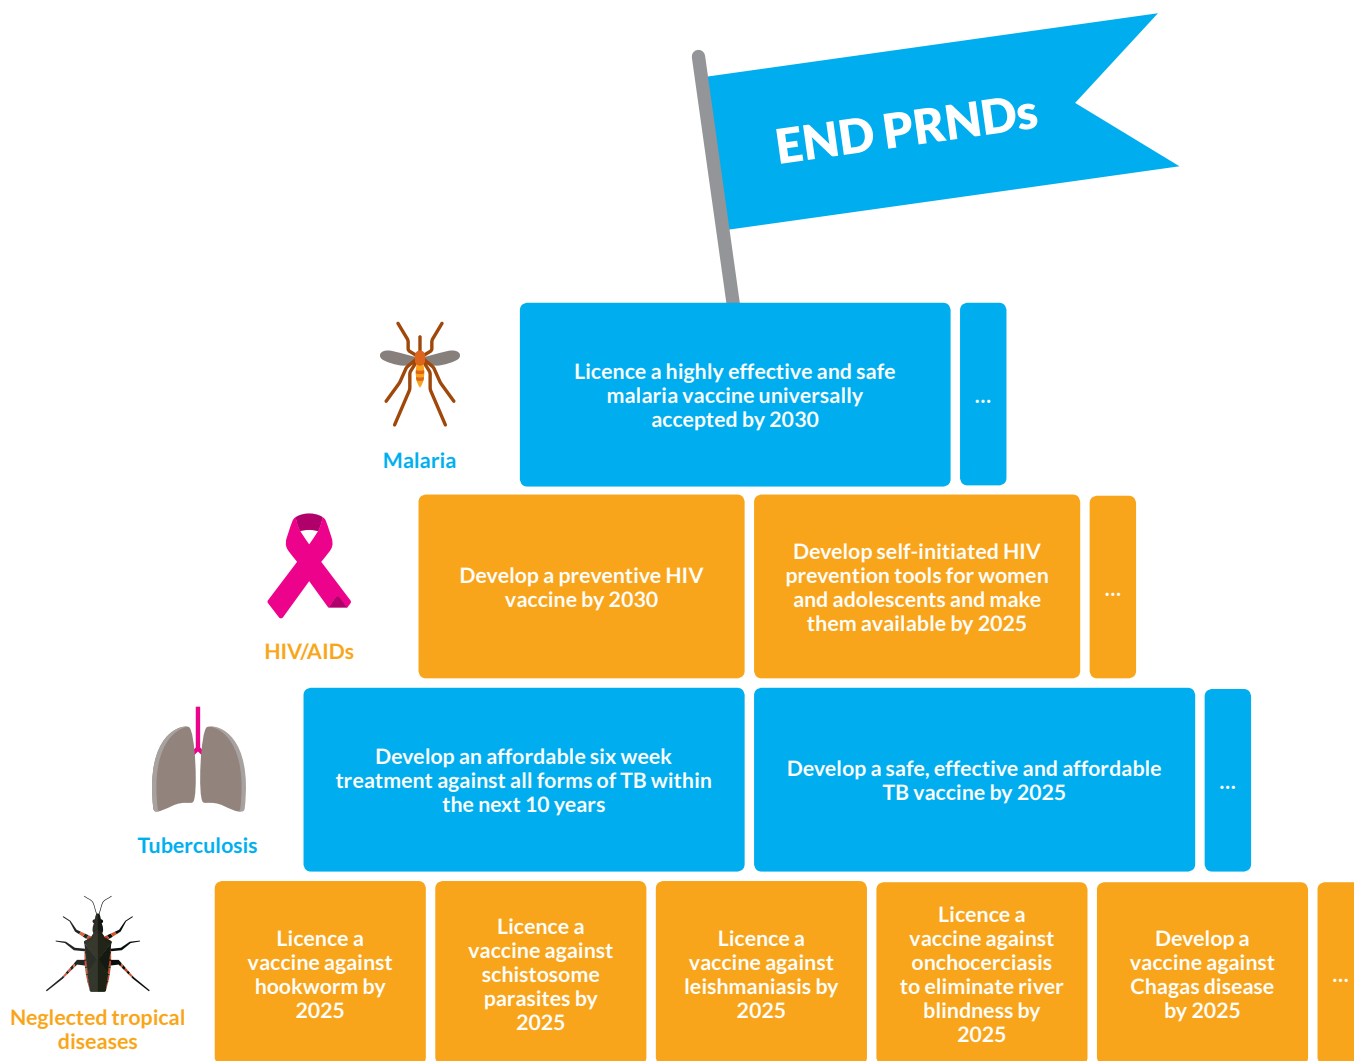 END PRNDs
Licence a highly effective and safe
malaria vaccine universally
accepted by 2030
...
Malaria
Develop a preventive HIV
vaccine by 2030
Develop self-initiated HIV
prevention tools for women
and adolescents and make
them available by 2025
...
HIV/AIDs
Develop an affordable six week
treatment against all forms of TB within
the next 10 years
Develop a safe, effective and affordable
TB vaccine by 2025
...
Tuberculosis
Licence a
vaccine against
hookworm by
2025
Licence a
vaccine against
schistosome
parasites by
2025
Licence a
vaccine against
leishmaniasis by
2025
Licence a
vaccine against
onchocerciasis
to eliminate river
blindness by
2025
Develop a
vaccine against
Chagas disease
by 2025
...
Neglected tropical
diseases